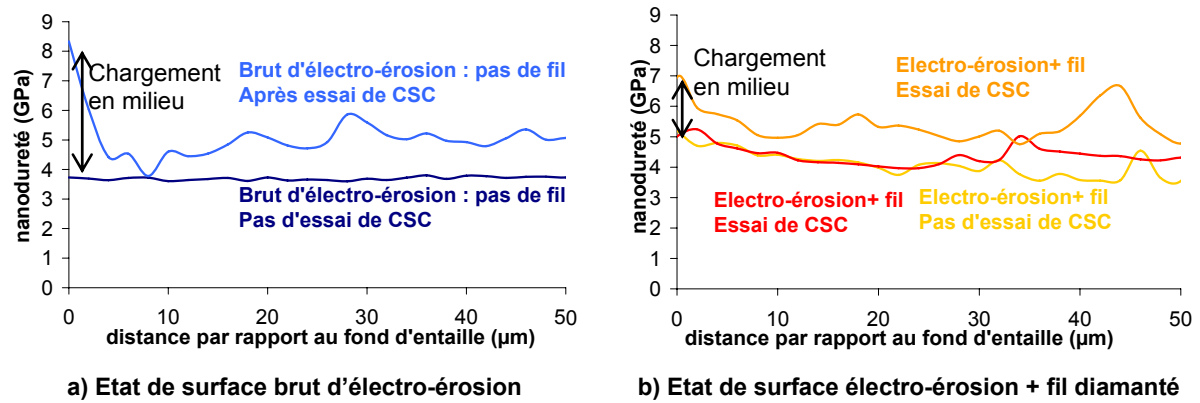 9
8
7
6
5
4
3
2
1
0
nanodureté (GPa)
Chargement
en milieu
Brut d'électro-érosion : pas de fil
Après essai de CSC
Brut d'électro-érosion : pas de fil
Pas d'essai de CSC
0
10
20
30
40
50
distance par rapport au fond d'entaille (µm)
a) Etat de surface brut d'électro-érosion
9
8
7
6
5
4
3
2
1
0
nanodureté (GPa)
Chargement
en milieu
Electro-érosion+ fil
Essai de CSC
Electro-érosion+ fil
Essai de CSC
Electro-érosion+ fil
Pas d'essai de CSC
0
10
20
30
40
50
distance par rapport au fond d'entaille (µm)
b) Etat de surface électro-érosion + fil diamanté